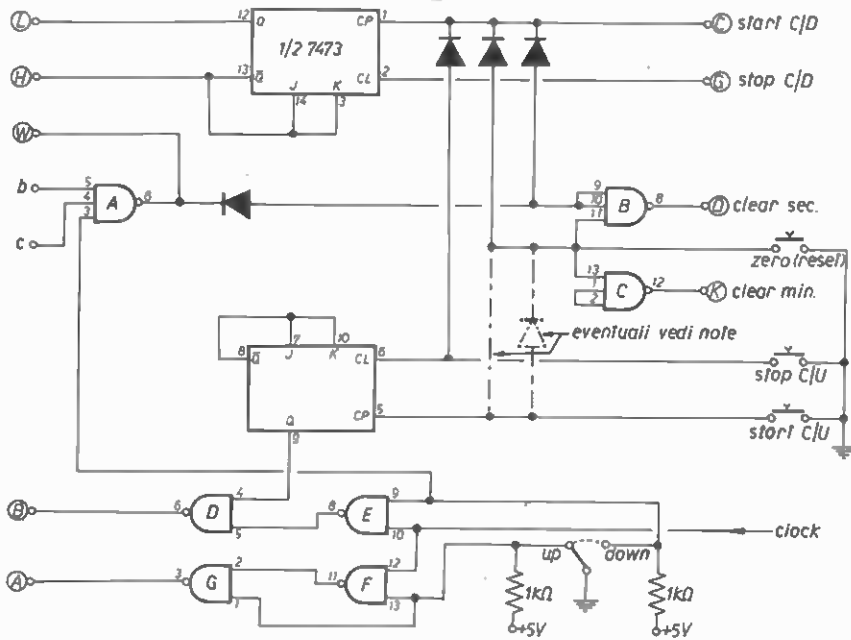 L
12
Q
CP
1
C start C/D
1/2 7473
H
13
Q̅
J
K
CL
2
G stop C/D
14
3
W
b
5
4
3
A
6
c
9
10
11
B
8
D clear sec.
zero (reset)
13
1
2
C
12
K clear min.
eventuali vedi note
8
Q̅
7
J
10
K
CL
6
stop C/U
Q
CP
5
start C/U
9
B
6
D
4
5
8
E
9
10
clock
A
3
G
2
1
11
F
12
13
up
down
1kΩ
1kΩ
+5V
+5V